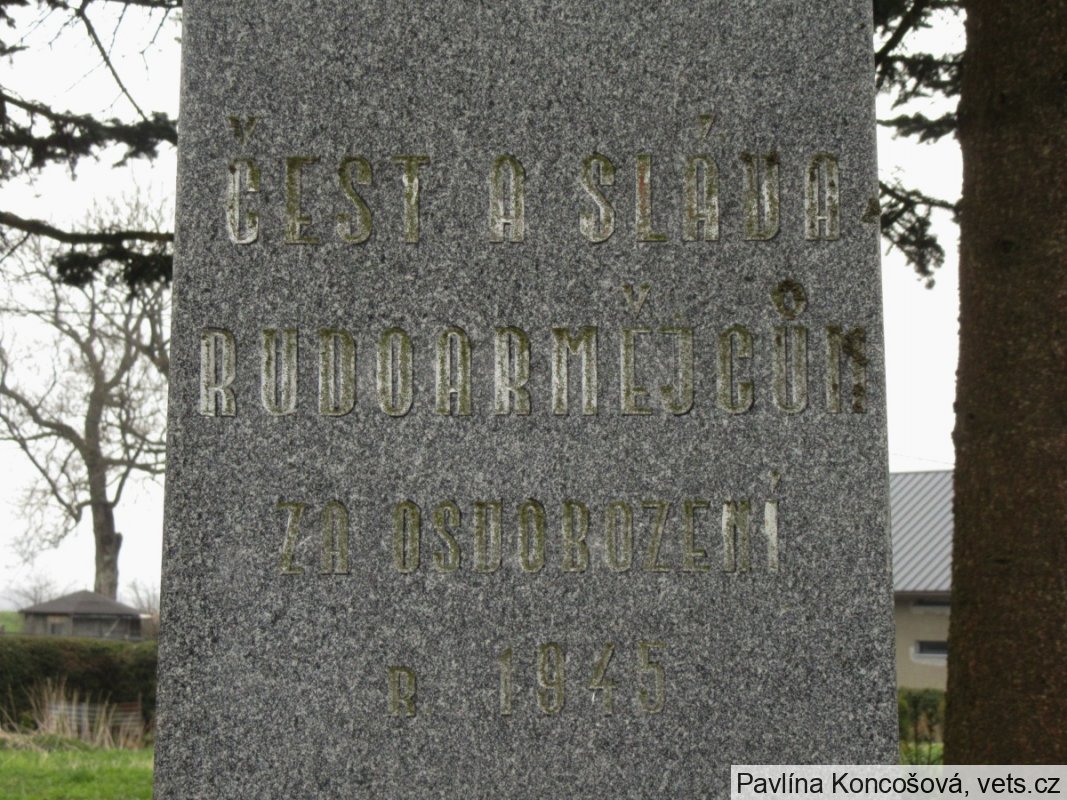 ČEST A SLÁVA
RUDOARMĚJCŮM
ZA OSVOBOZENÍ
R 1945
Pavlína Koncošová, vets.cz